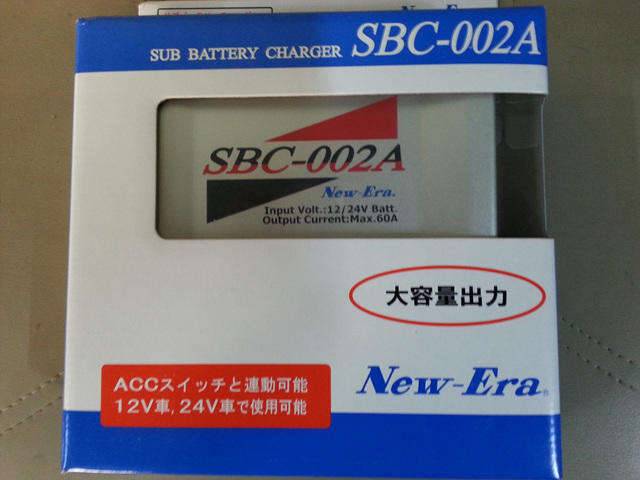 SUB BATTERY CHARGER SBC-002A
SBC-002A
New-Era.
Input Volt.:12/24V Batt.
Output Current:Max.60A
大容量出力
ACCスイッチと連動可能
12V車,24V車で使用可能
New-Era®